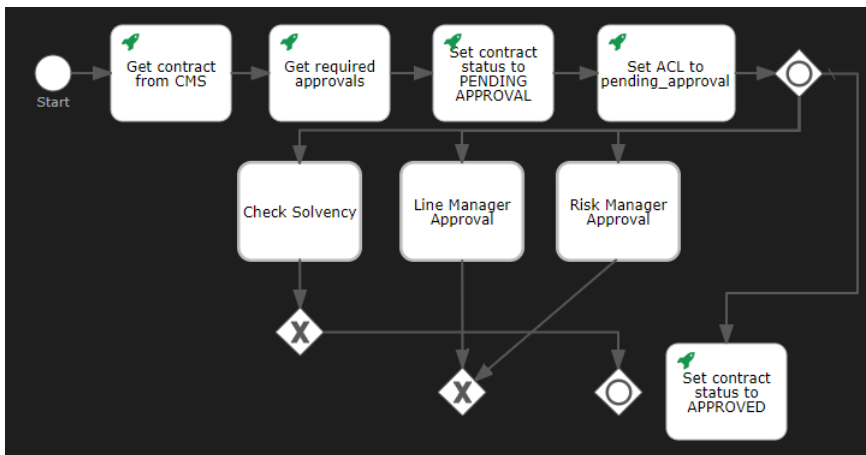 Start
Get contract
from CMS
Get required
approvals
Set contract
status to
PENDING
APPROVAL
Set ACL to
pending_approval
Check Solvency
Line Manager
Approval
Risk Manager
Approval
X
X
Set contract
status to
APPROVED